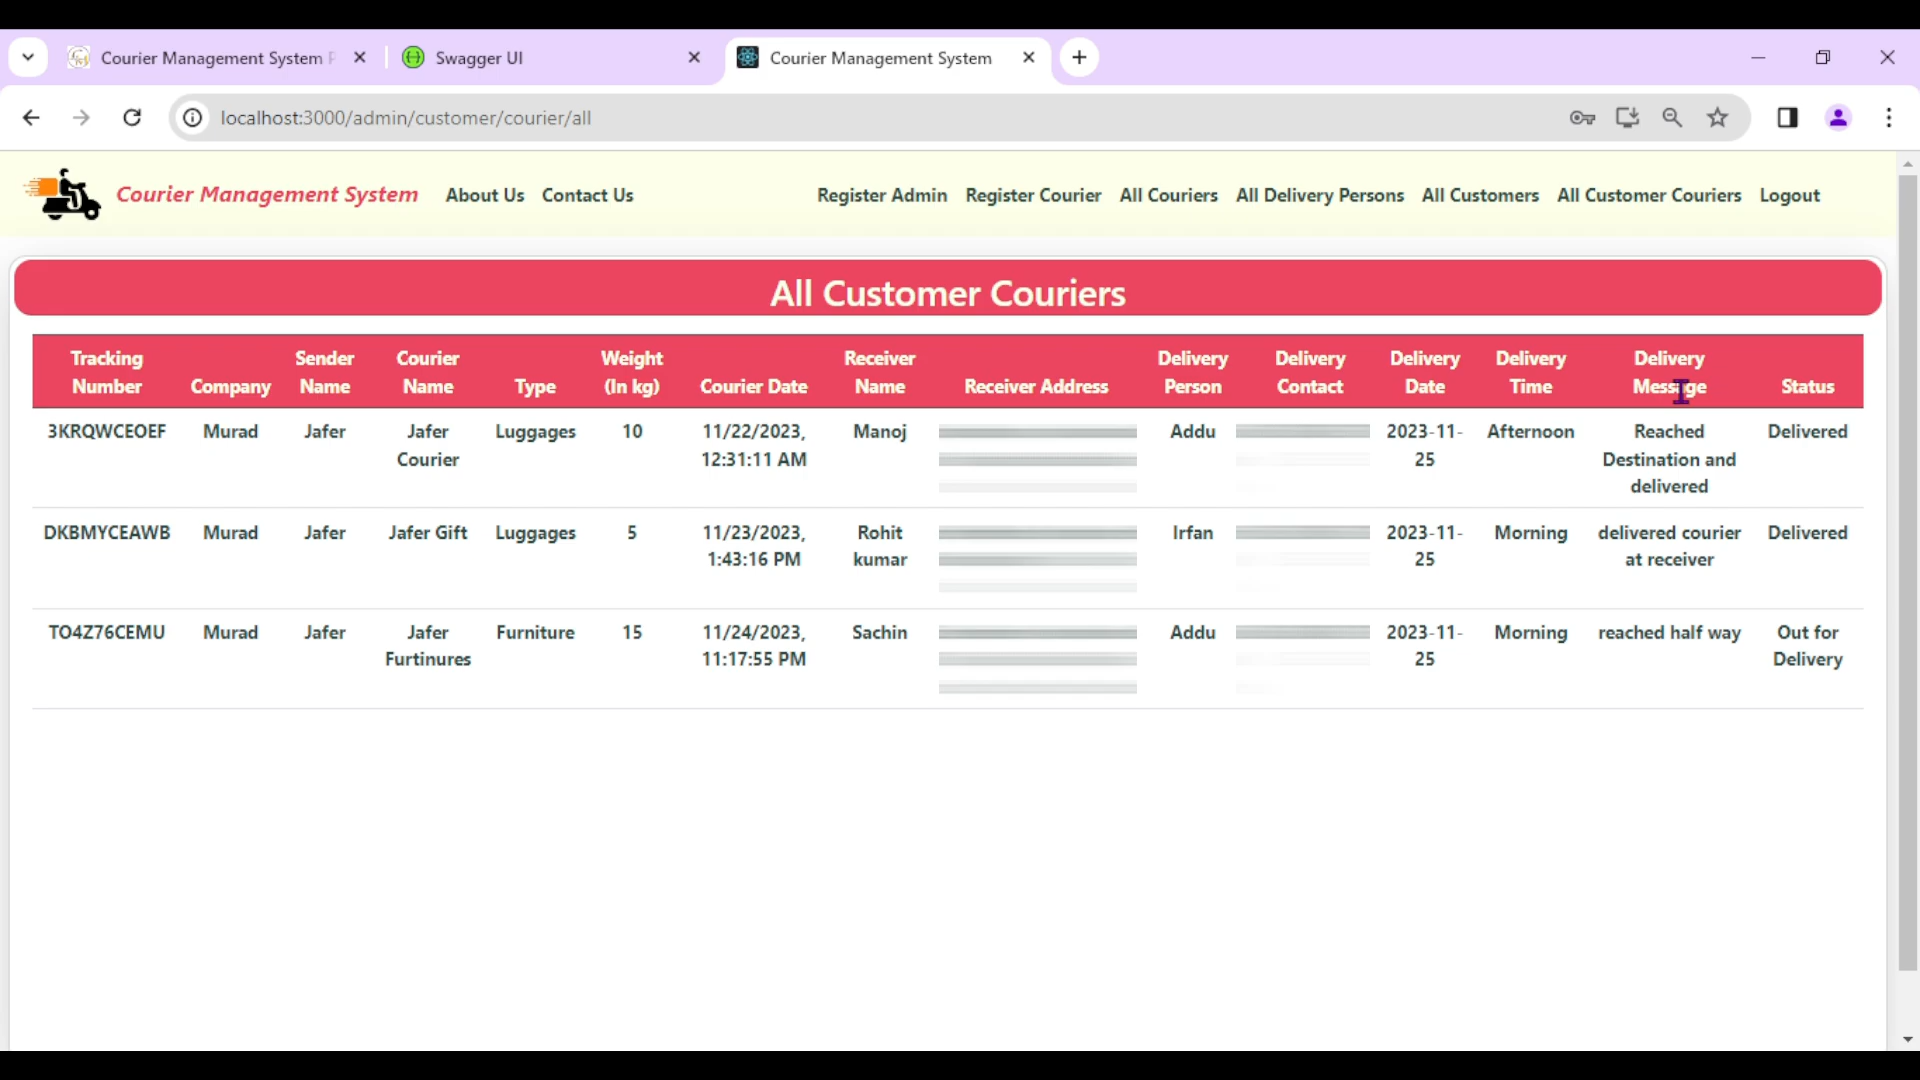 Courier Management System P
Swagger UI
Courier Management System
localhost:3000/admin/customer/courier/all
Courier Management System About Us Contact Us Register Admin Register Courier All Couriers All Delivery Persons All Customers All Customer Couriers Logout
All Customer Couriers
Tracking Sender Courier Weight Receiver Delivery Delivery Delivery Delivery Delivery
Number Company Name Name Type (In kg) Courier Date Name Receiver Address Person Contact Date Time Message Status
3KRQWCEOEF Murad Jafer Jafer Luggages 10 11/22/2023, Manoj Addu 2023-11- Afternoon Reached Delivered
Courier 12:31:11 AM 25 Destination and
delivered
DKBMYCEAWB Murad Jafer Jafer Gift Luggages 5 11/23/2023, Rohit Irfan 2023-11- Morning delivered courier Delivered
1:43:16 PM kumar 25 at receiver
TO4Z76CEMU Murad Jafer Jafer Furniture 15 11/24/2023, Sachin Addu 2023-11- Morning reached half way Out for
Furtinures 11:17:55 PM 25 Delivery